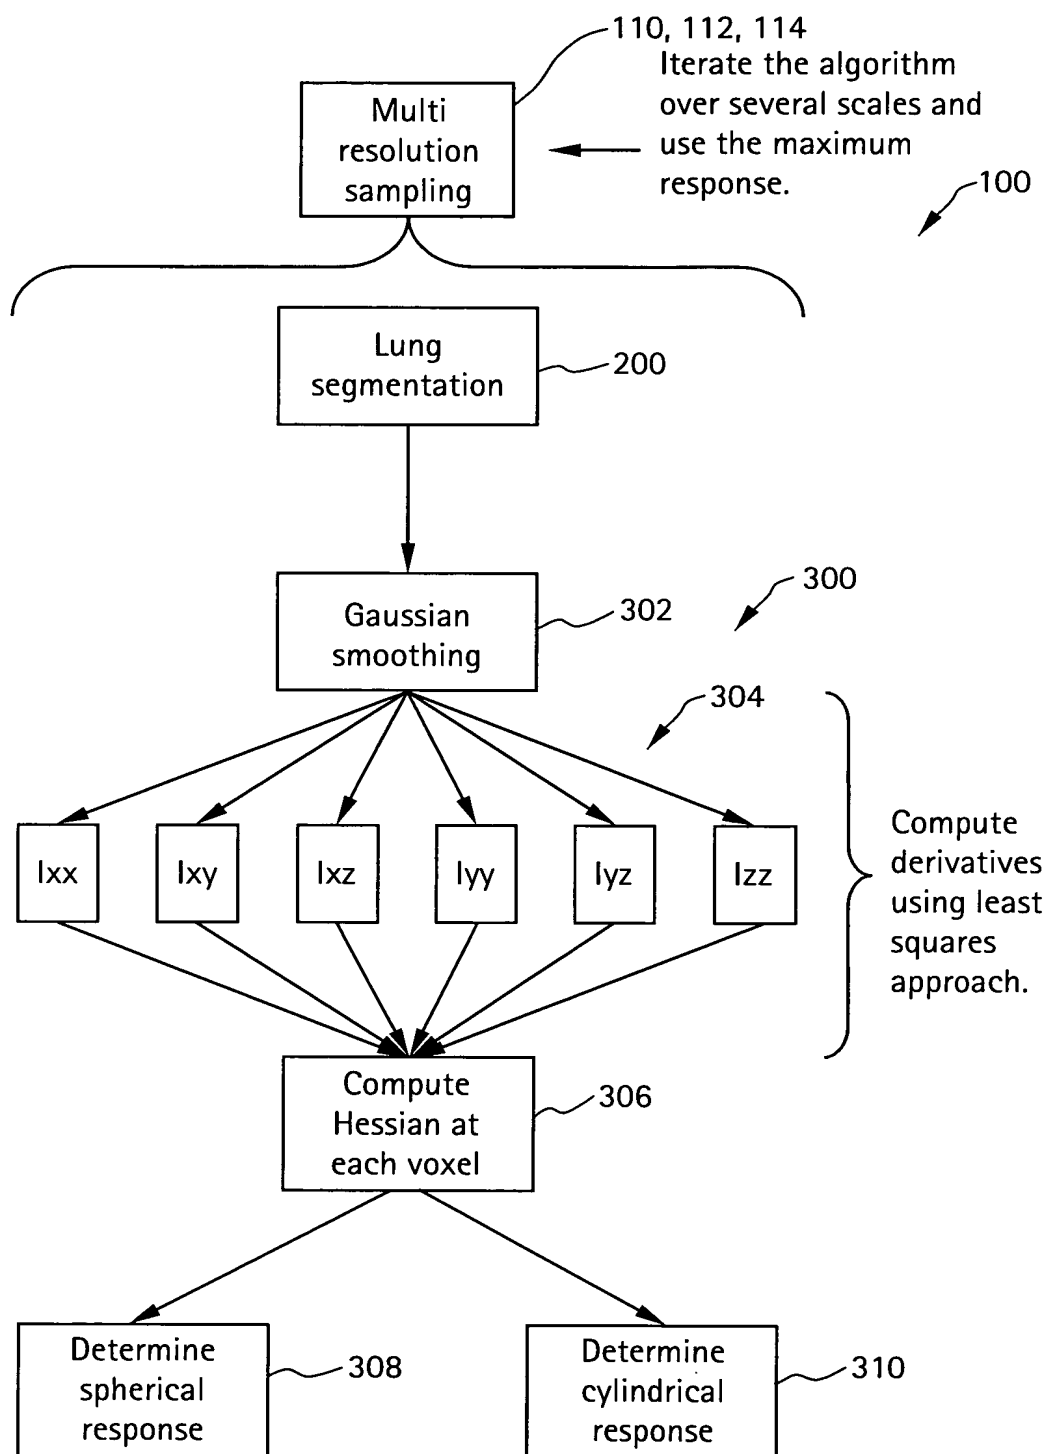 110, 112, 114
Iterate the algorithm
over several scales and
use the maximum
response.
Multi
resolution
sampling
100
Lung
segmentation
200
300
Gaussian
smoothing
302
304
Ixx
Ixy
Ixz
Iyy
Iyz
Izz
Compute
derivatives
using least
squares
approach.
Compute
Hessian at
each voxel
306
Determine
spherical
response
308
Determine
cylindrical
response
310